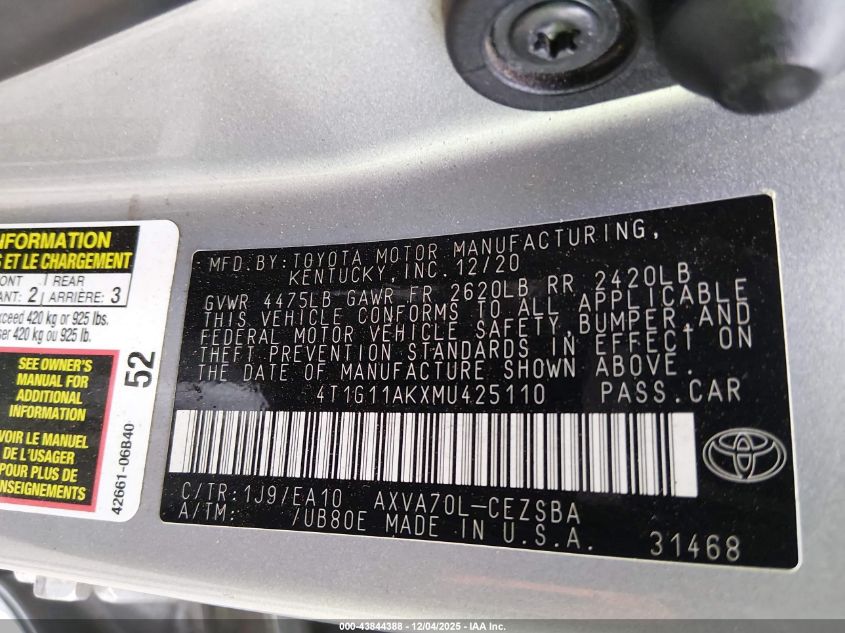 NFORMATION
S ET LE CHARGEMENT
ONT REAR
ANT: 2 ARRIÈRE: 3
xceed 420 kg or 925 lbs.
ser 420 kg ou 925 lb.
SEE OWNER'S
MANUAL FOR
ADDITIONAL
INFORMATION
VOIR LE MANUEL
DE L'USAGER
POUR PLUS DE
ENSEIGNEMENTS
52
42661-06B40
MFD.BY:TOYOTA MOTOR MANUFACTURING,
KENTUCKY, INC. 12/20
GVWR 4475LB GAWR FR 2620LB RR 2420LB
THIS VEHICLE CONFORMS TO ALL APPLICABLE
FEDERAL MOTOR VEHICLE SAFETY, BUMPER, AND
THEFT PREVENTION STANDARDS IN EFFECT ON
THE DATE OF MANUFACTURE SHOWN ABOVE.
4T1G11AKXMU425110 PASS.CAR
C/TR:1J9/EA10 AXVA70L-CEZSBA
A/TM: /UB80E MADE IN U.S.A. 31468
000-43844388 - 12/04/2025 - IAA Inc.